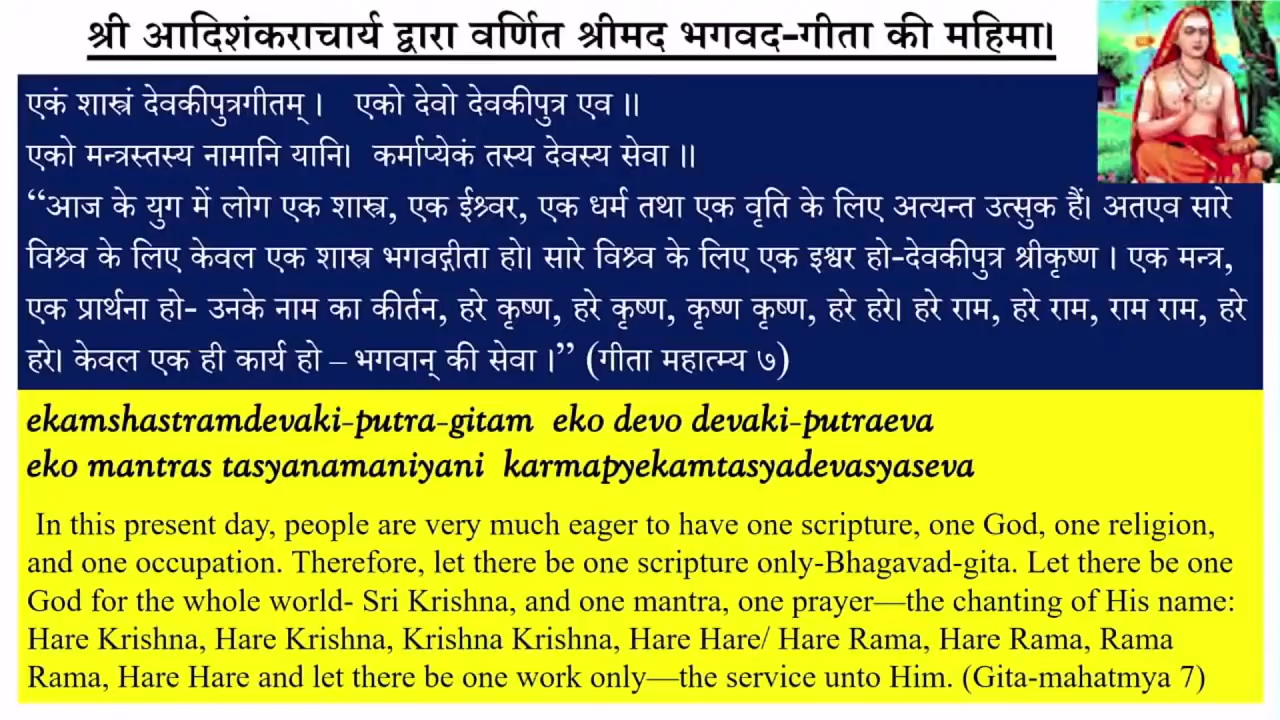 श्री आदिशंकराचार्य द्वारा वर्णित श्रीमद भगवद-गीता की महिमा।
एकं शास्त्रं देवकीपुत्रगीतम् । एको देवो देवकीपुत्र एव ॥
एको मन्त्रस्तस्य नामानि यानि। कर्माप्येकं तस्य देवस्य सेवा ॥
“आज के युग में लोग एक शास्त्र, एक ईश्र्वर, एक धर्म तथा एक वृति के लिए अत्यन्त उत्सुक हैं। अतएव सारे
विश्र्व के लिए केवल एक शास्त्र भगवद्गीता हो। सारे विश्र्व के लिए एक इश्वर हो-देवकीपुत्र श्रीकृष्ण । एक मन्त्र,
एक प्रार्थना हो- उनके नाम का कीर्तन, हरे कृष्ण, हरे कृष्ण, कृष्ण कृष्ण, हरे हरे। हरे राम, हरे राम, राम राम, हरे
हरे। केवल एक ही कार्य हो – भगवान् की सेवा ।” (गीता महात्म्य ७)
ekamshastramdevaki-putra-gitam eko devo devaki-putraeva
eko mantras tasyanamaniyani karmapyekamtasyadevasyaseva
In this present day, people are very much eager to have one scripture, one God, one religion,
and one occupation. Therefore, let there be one scripture only-Bhagavad-gita. Let there be one
God for the whole world- Sri Krishna, and one mantra, one prayer—the chanting of His name:
Hare Krishna, Hare Krishna, Krishna Krishna, Hare Hare/ Hare Rama, Hare Rama, Rama
Rama, Hare Hare and let there be one work only—the service unto Him. (Gita-mahatmya 7)